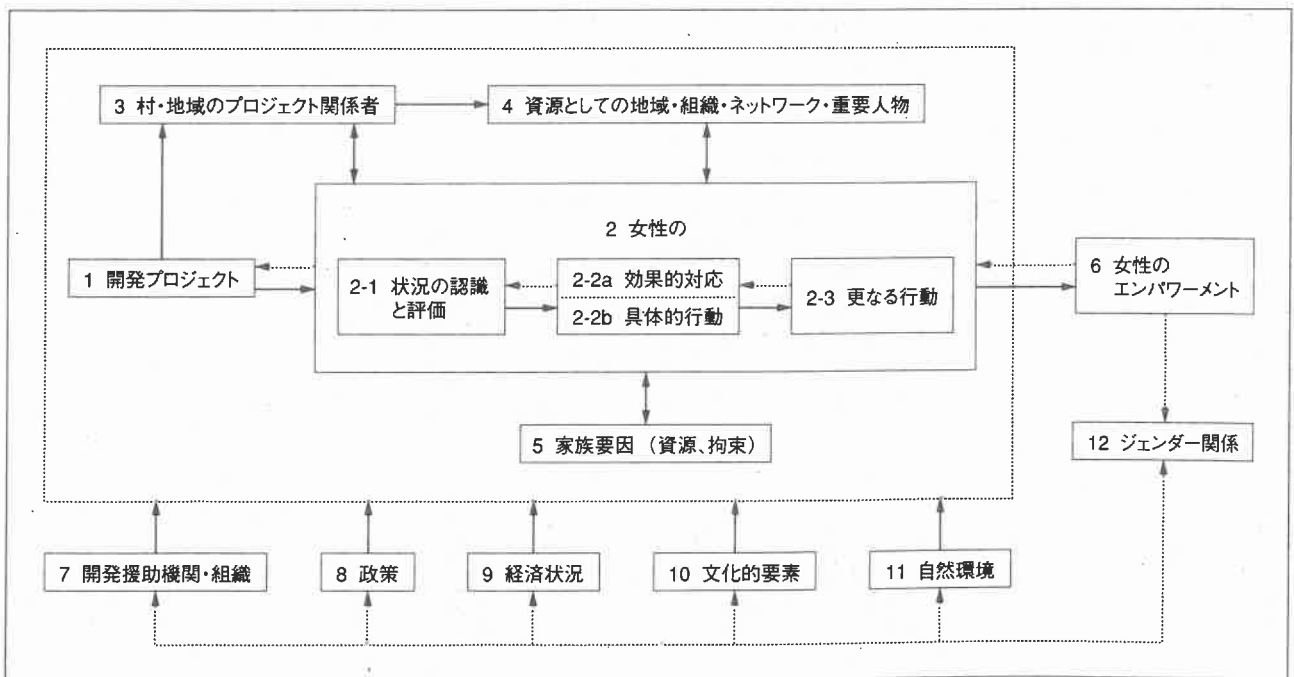 3 村・地域のプロジェクト関係者
4 資源としての地域・組織・ネットワーク・重要人物
2 女性の
1 開発プロジェクト
2-1 状況の認識
と評価
2-2a 効果的対応
2-2b 具体的行動
2-3 更なる行動
6 女性の
エンパワーメント
5 家族要因（資源、拘束）
12 ジェンダー関係
7 開発援助機関・組織
8 政策
9 経済状況
10 文化的要素
11 自然環境